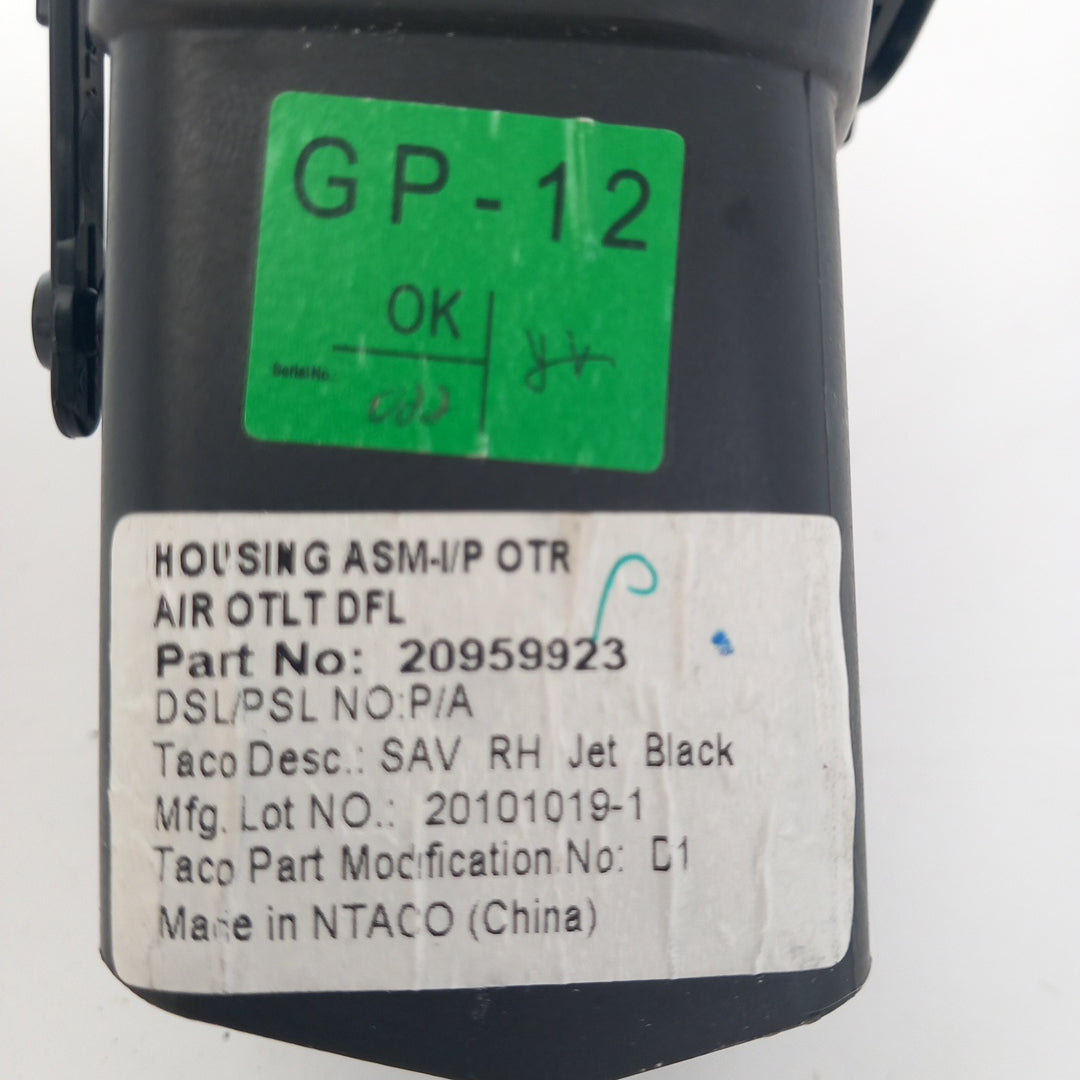 GP-12
OK
Serial No.:
HOUSING ASM-I/P OTR
AIR OTLT DFL
Part No: 20959923
DSL/PSL NO:P/A
Taco Desc.: SAV RH Jet Black
Mfg. Lot NO.: 20101019-1
Taco Part Modification No: D1
Made in NTACO (China)